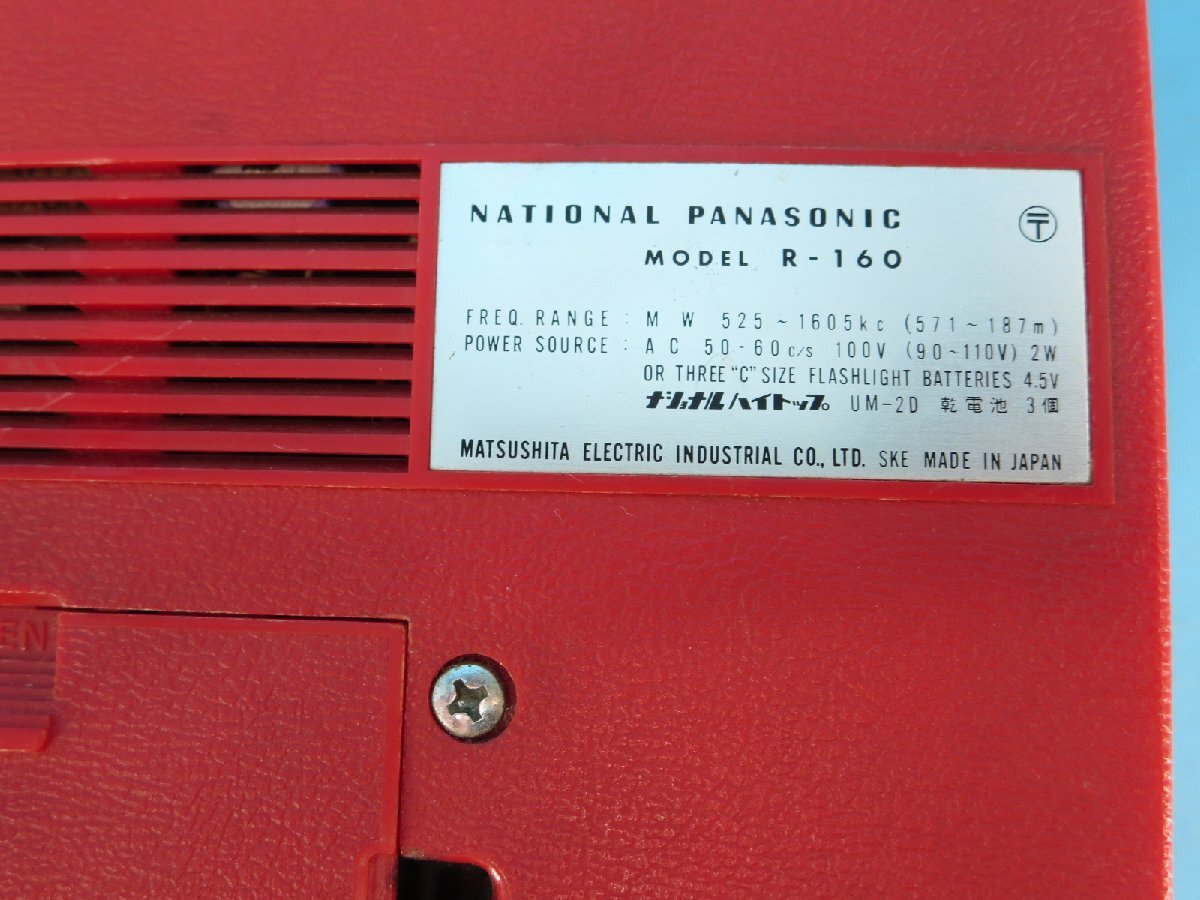 NATIONAL PANASONIC
〒
MODEL R-160
FREQ. RANGE : M W 525~1605kc (571~187m)
POWER SOURCE : A C 50-60c/s 100V (90~110V) 2W
OR THREE "C" SIZE FLASHLIGHT BATTERIES 4.5V
ナショナルハイトップ UM-2D 乾電池 3個
MATSUSHITA ELECTRIC INDUSTRIAL CO., LTD. SKE MADE IN JAPAN
EN